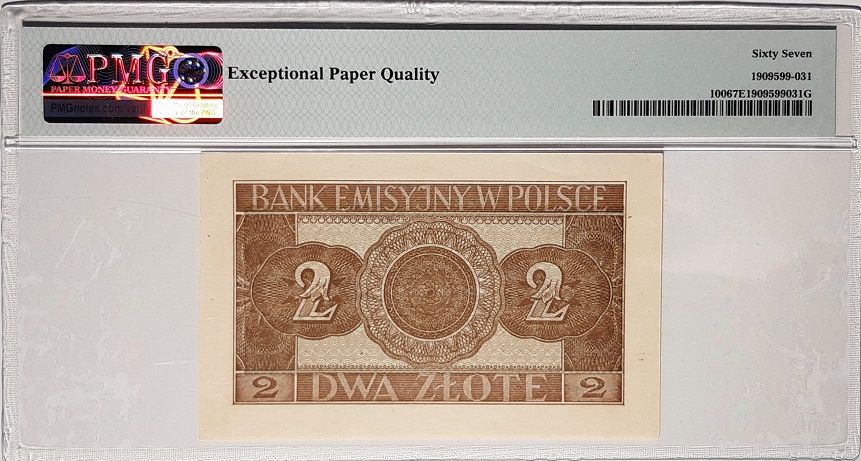 PMG
PAPER MONEY GUARANTY
Exceptional Paper Quality
Sixty Seven
1909599-031
10067E1909599031G
BANK EMISYJNY W POLSCE
2 2
2 DWA ZŁOTE 2